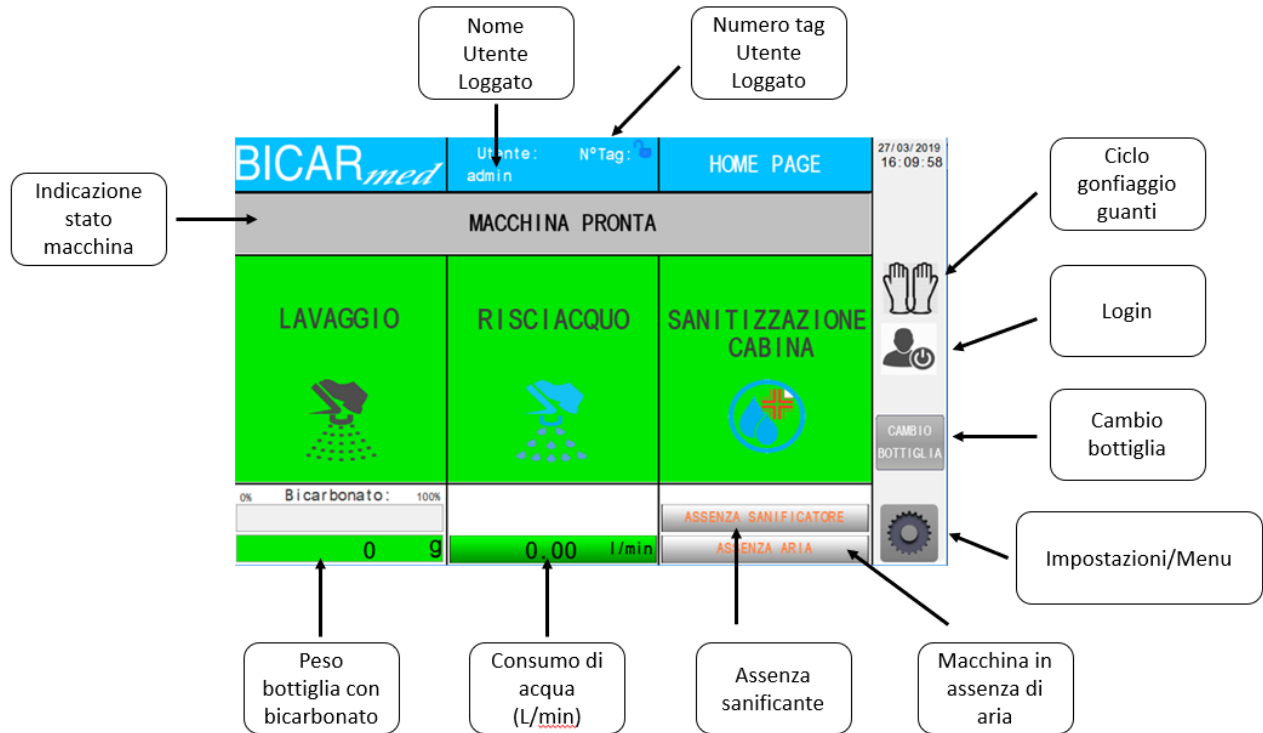 Nome
Utente
Loggato
Numero tag
Utente
Loggato
Indicazione
stato
macchina
BICARmed
Utente:
N°Tag:
admin
HOME PAGE
27/03/2019
16:09:58
MACCHINA PRONTA
LAVAGGIO
RISCIACQUO
SANITIZZAZIONE
CABINA
CAMBIO
BOTTIGLIA
0%
Bicarbonato:
100%
0 g
0.00 l/min
ASSENZA SANIFICATORE
ASSENZA ARIA
Ciclo
gonfiaggio
guanti
Login
Cambio
bottiglia
Impostazioni/Menu
Peso
bottiglia con
bicarbonato
Consumo di
acqua
(L/min)
Assenza
sanificante
Macchina in
assenza di
aria